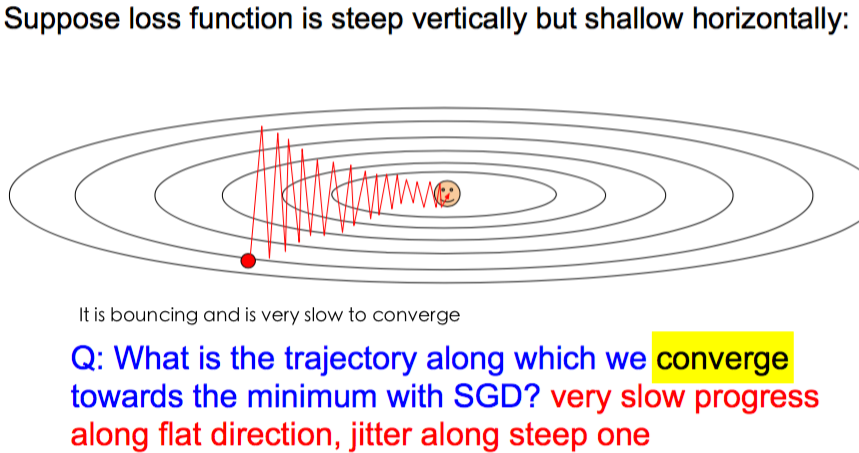 Suppose loss function is steep vertically but shallow horizontally:
It is bouncing and is very slow to converge
Q: What is the trajectory along which we converge
towards the minimum with SGD? very slow progress
along flat direction, jitter along steep one